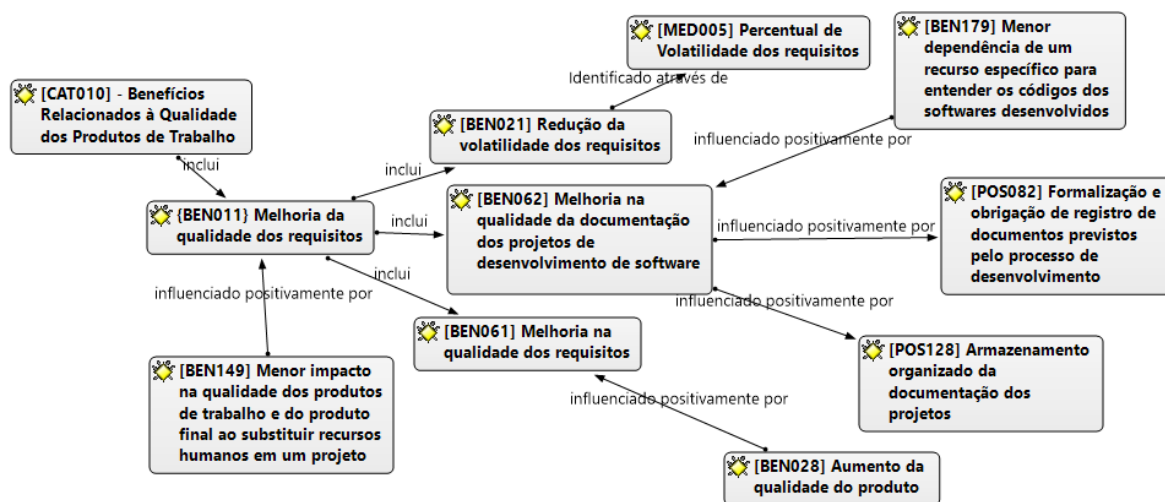 [MED005] Percentual de
Volatilidade dos requisitos
[BEN179] Menor
dependência de um
recurso específico para
entender os códigos dos
softwares desenvolvidos
Identificado através de
[CAT010] - Benefícios
Relacionados à Qualidade
dos Produtos de Trabalho
[BEN021] Redução da
volatilidade dos requisitos
influenciado positivamente por
inclui
inclui
{BEN011} Melhoria da
qualidade dos requisitos
inclui
[BEN062] Melhoria na
qualidade da documentação
dos projetos de
desenvolvimento de software
influenciado positivamente por
[POS082] Formalização e
obrigação de registro de
documentos previstos
pelo processo de
desenvolvimento
inclui
influenciado positivamente por
influenciado positivamente por
[BEN061] Melhoria na
qualidade dos requisitos
[POS128] Armazenamento
organizado da
documentação dos
projetos
[BEN149] Menor impacto
na qualidade dos produtos
de trabalho e do produto
final ao substituir recursos
humanos em um projeto
influenciado positivamente por
[BEN028] Aumento da
qualidade do produto